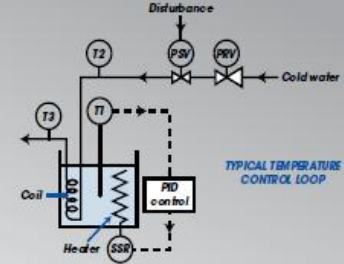 Disturbance
T2
PSV
PRV
Cold water
T3
T1
TYPICAL TEMPERATURE
CONTROL LOOP
Coil
PID
control
Heater
SSR